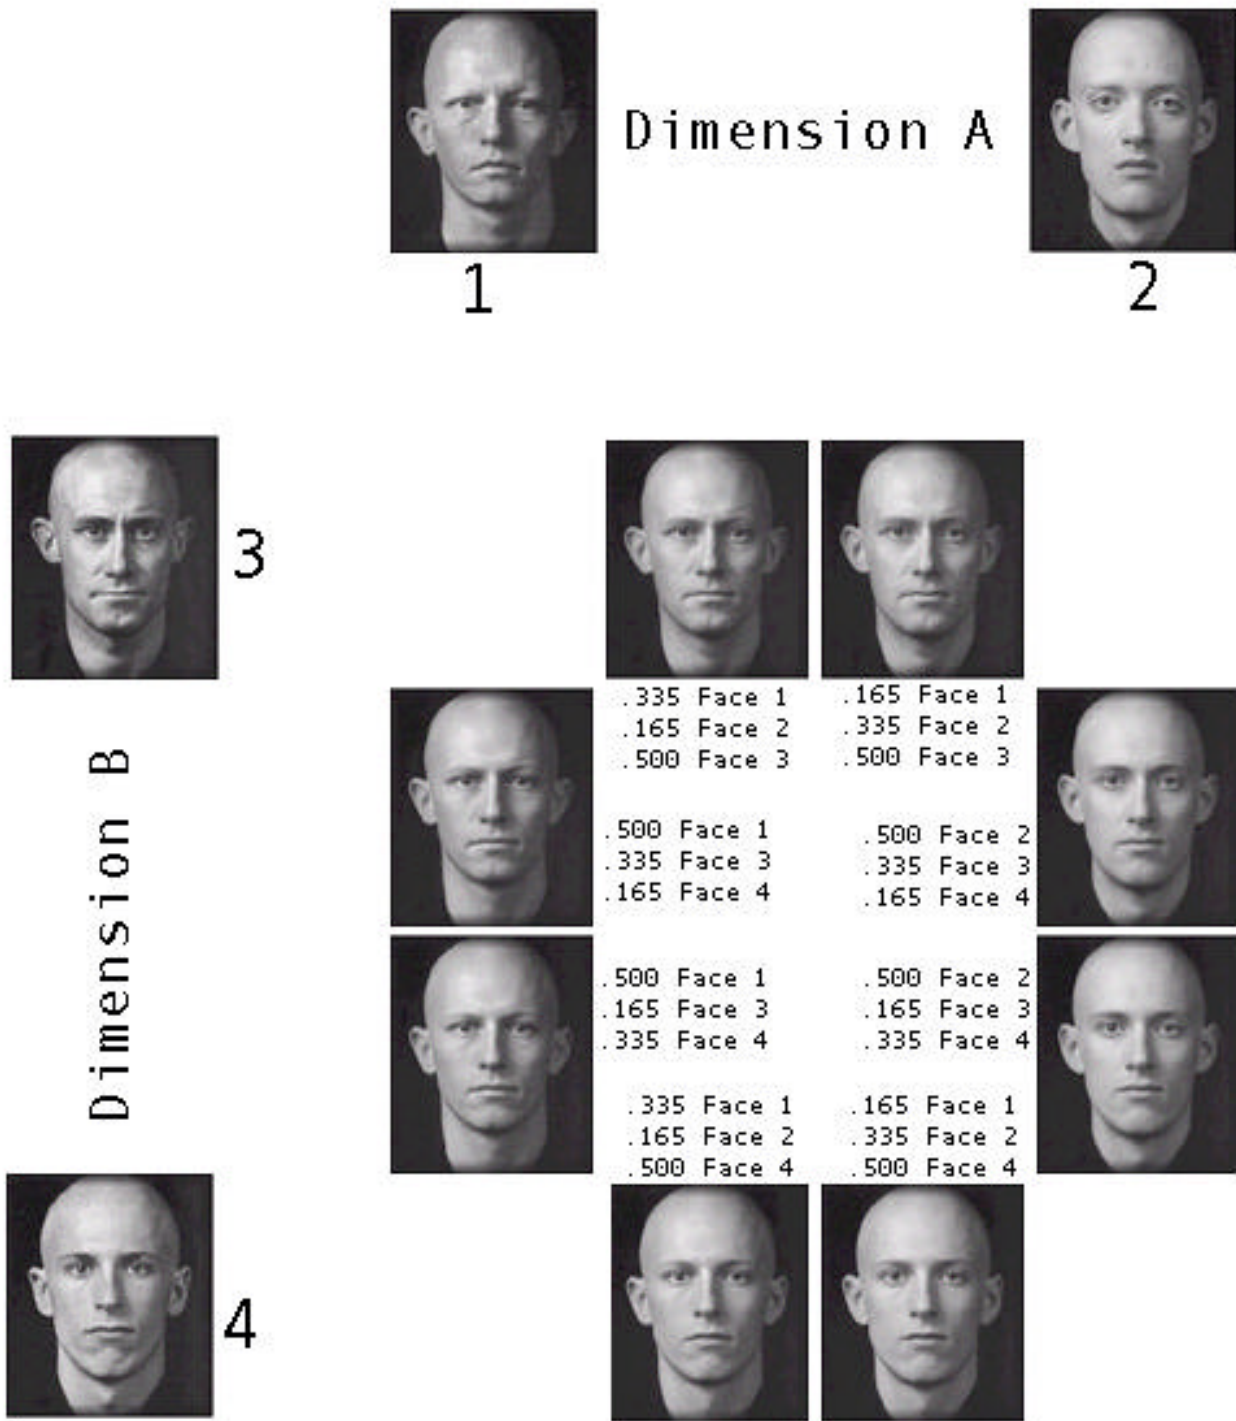 Dimension A
1
2
3
.335 Face 1
.165 Face 2
.500 Face 3
.165 Face 1
.335 Face 2
.500 Face 3
Dimension B
.500 Face 1
.335 Face 3
.165 Face 4
.500 Face 2
.335 Face 3
.165 Face 4
.500 Face 1
.165 Face 3
.335 Face 4
.500 Face 2
.165 Face 3
.335 Face 4
.335 Face 1
.165 Face 2
.500 Face 4
.165 Face 1
.335 Face 2
.500 Face 4
4